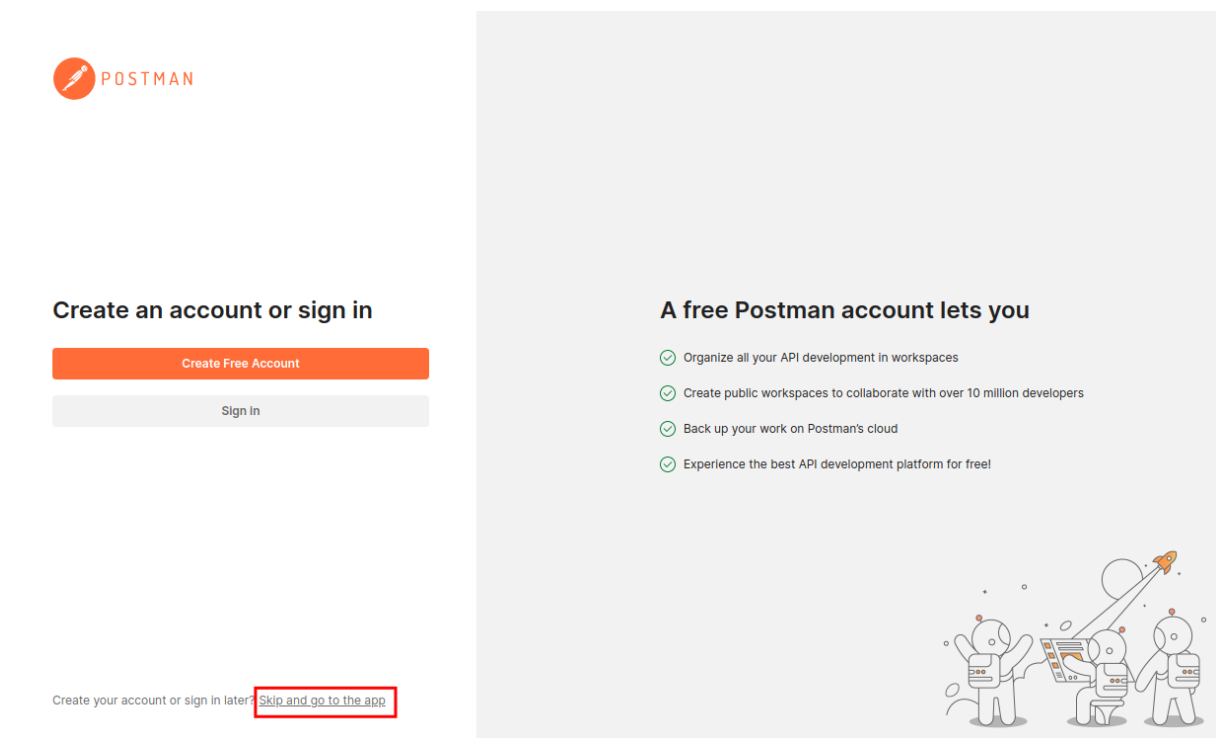 POSTMAN
Create an account or sign in
Create Free Account
Sign in
Create your account or sign in later? Skip and go to the app
A free Postman account lets you
Organize all your API development in workspaces
Create public workspaces to collaborate with over 10 million developers
Back up your work on Postman's cloud
Experience the best API development platform for free!